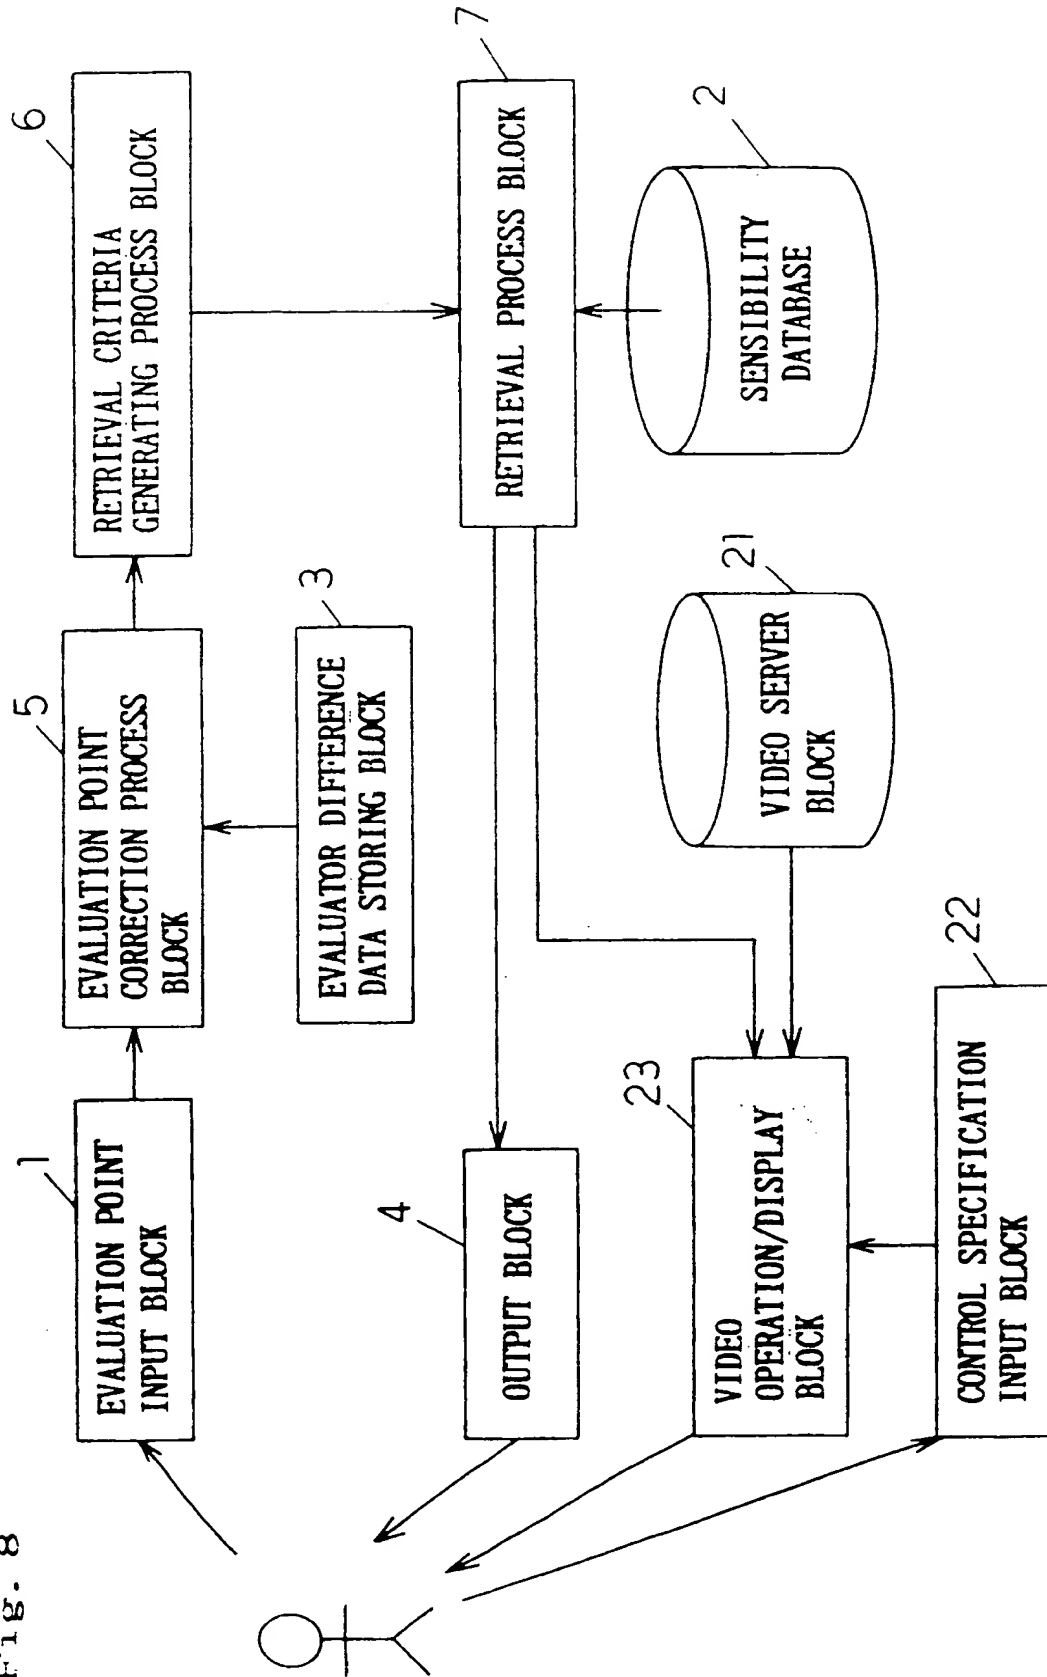 Fig. 8
1
EVALUATION POINT
INPUT BLOCK
5
EVALUATION POINT
CORRECTION PROCESS
BLOCK
6
RETRIEVAL CRITERIA
GENERATING PROCESS BLOCK
3
EVALUATOR DIFFERENCE
DATA STORING BLOCK
4
OUTPUT BLOCK
7
RETRIEVAL PROCESS BLOCK
23
VIDEO
OPERATION/DISPLAY
BLOCK
21
VIDEO SERVER
BLOCK
2
SENSIBILITY
DATABASE
22
CONTROL SPECIFICATION
INPUT BLOCK